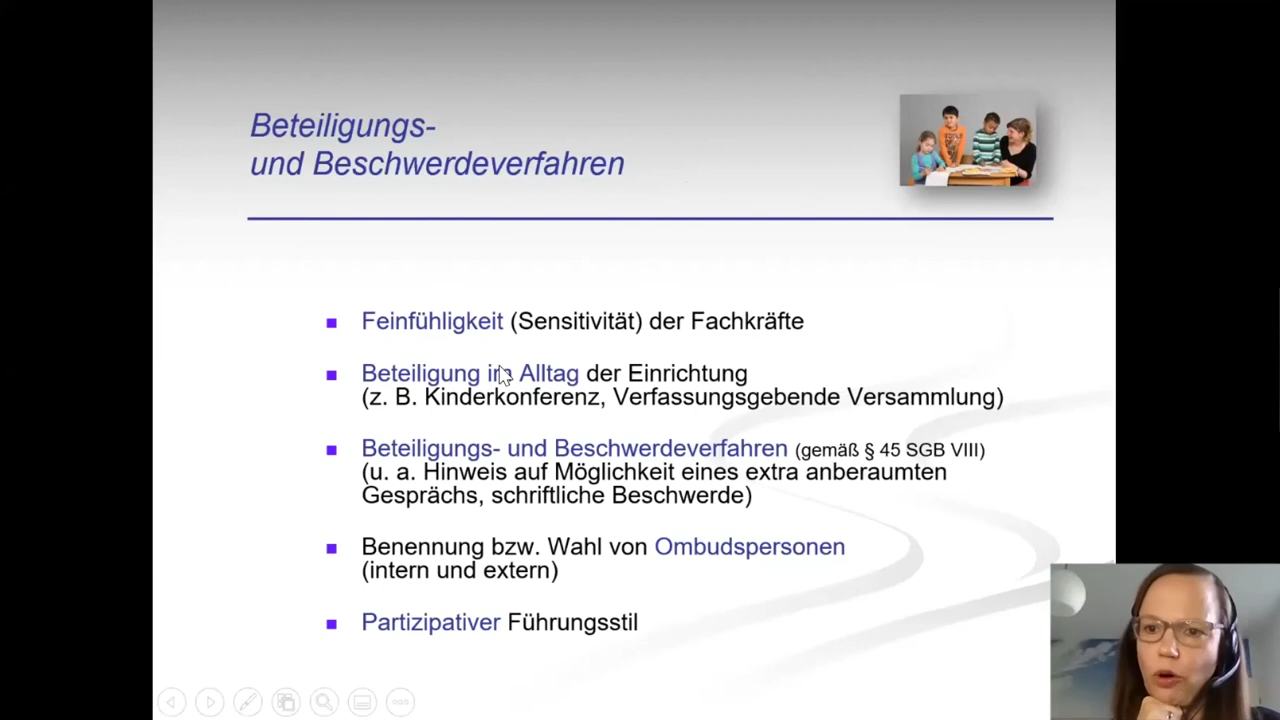 Beteiligungs-
und Beschwerdeverfahren
Feinfühligkeit (Sensitivität) der Fachkräfte
Beteiligung im Alltag der Einrichtung
(z. B. Kinderkonferenz, Verfassungsgebende Versammlung)
Beteiligungs- und Beschwerdeverfahren (gemäß § 45 SGB VIII)
(u. a. Hinweis auf Möglichkeit eines extra anberaumten
Gesprächs, schriftliche Beschwerde)
Benennung bzw. Wahl von Ombudspersonen
(intern und extern)
Partizipativer Führungsstil